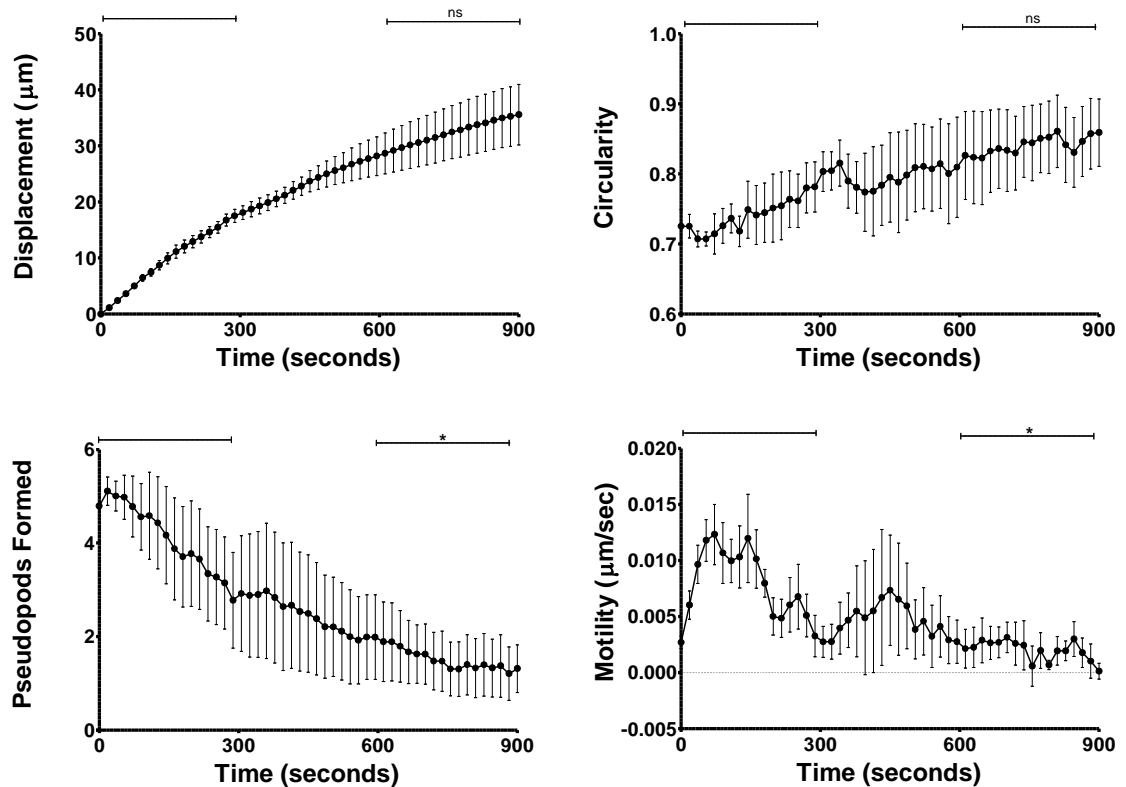 ns
50
40
30
20
10
0
Displacement (μm)
0 300 600 900
Time (seconds)
ns
1.0
0.9
0.8
0.7
0.6
Circularity
0 300 600 900
Time (seconds)
*
6
4
2
0
Pseudopods Formed
0 300 600 900
Time (seconds)
*
0.020
0.015
0.010
0.005
0.000
-0.005
Motility (μm/sec)
0 300 600 900
Time (seconds)